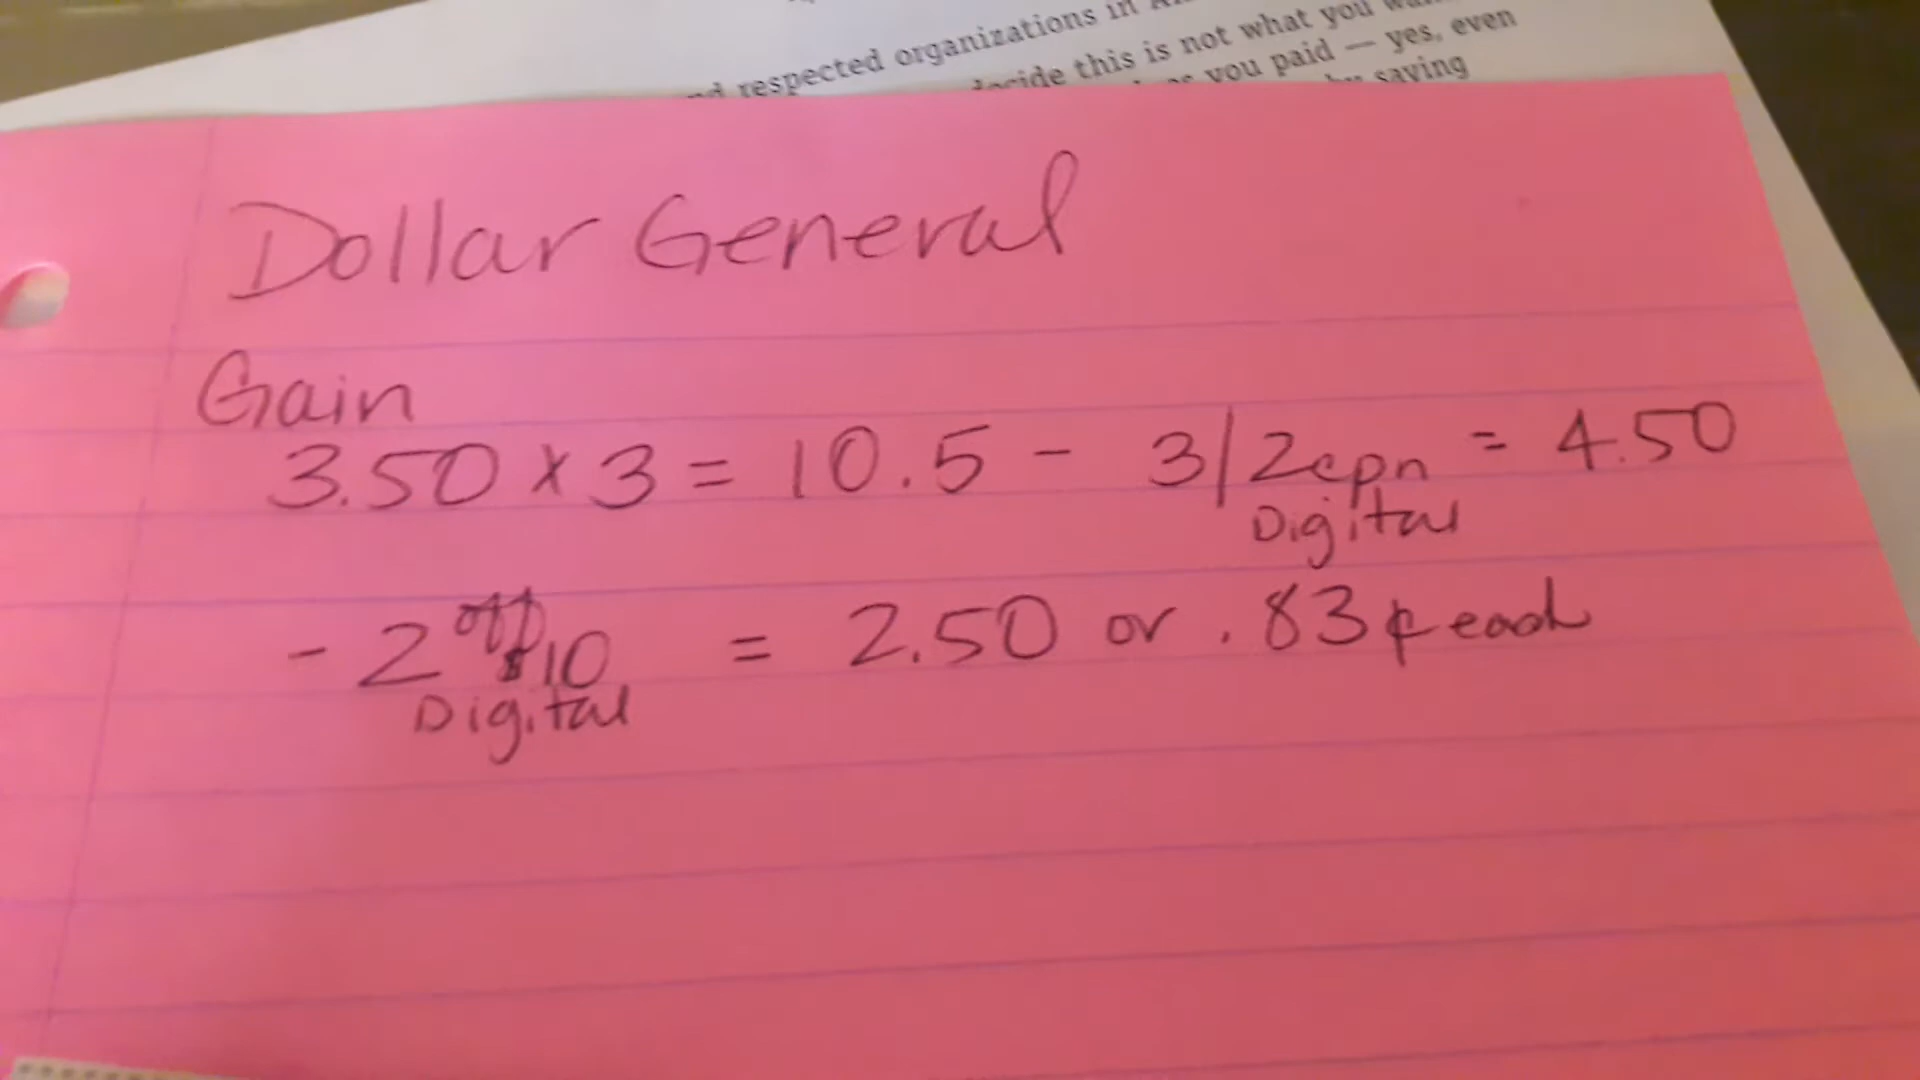 respected organizations in
decide this is not what you
you paid — yes, even
saying
Dollar General
Gain
3.50 x 3 = 10.5 - 3/2cpn = 4.50
Digital
- 2 off $10 = 2.50 or .83¢ each
Digital